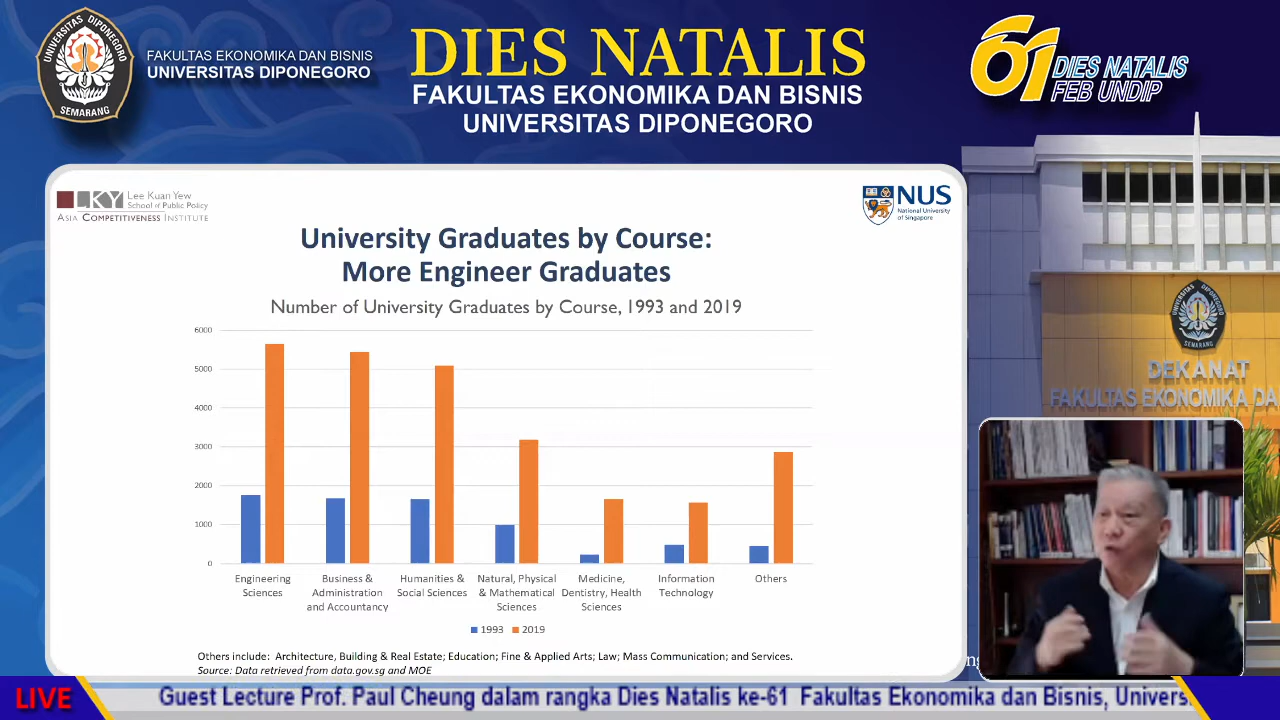 UNIVERSITAS DIPONEGORO
SEMARANG
FAKULTAS EKONOMIKA DAN BISNIS
UNIVERSITAS DIPONEGORO
DIES NATALIS
FAKULTAS EKONOMIKA DAN BISNIS
UNIVERSITAS DIPONEGORO
61 DIES NATALIS
FEB UNDIP
LKY Lee Kuan Yew
School of Public Policy
ASIA COMPETITIVENESS INSTITUTE
NUS
National University
of Singapore
University Graduates by Course:
More Engineer Graduates
Number of University Graduates by Course, 1993 and 2019
6000
5000
4000
3000
2000
1000
0
Engineering
Sciences
Business &
Administration
and Accountancy
Humanities &
Social Sciences
Natural, Physical
& Mathematical
Sciences
Medicine,
Dentistry, Health
Sciences
Information
Technology
Others
1993 2019
Others include: Architecture, Building & Real Estate; Education; Fine & Applied Arts; Law; Mass Communication; and Services.
Source: Data retrieved from data.gov.sg and MOE
SEMARANG
DEKANAT
FAKULTAS EKONOMIKA DA
ng
LIVE
Guest Lecture Prof. Paul Cheung dalam rangka Dies Natalis ke-61 Fakultas Ekonomika dan Bisnis, Univers